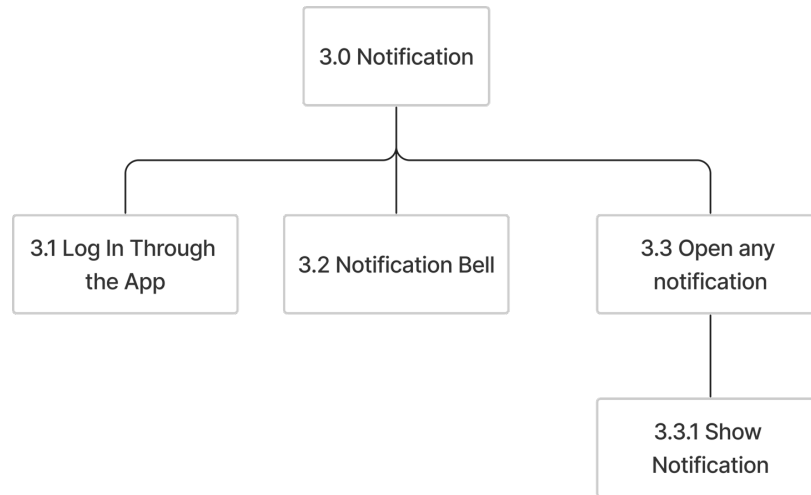 3.0 Notification
3.1 Log In Through
the App
3.2 Notification Bell
3.3 Open any
notification
3.3.1 Show
Notification